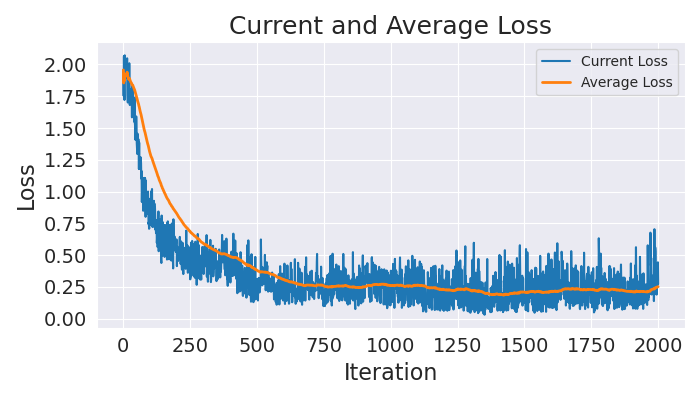 Current and Average Loss
Current Loss
Average Loss
2.00
1.75
1.50
1.25
1.00
0.75
0.50
0.25
0.00
Loss
0 250 500 750 1000 1250 1500 1750 2000
Iteration